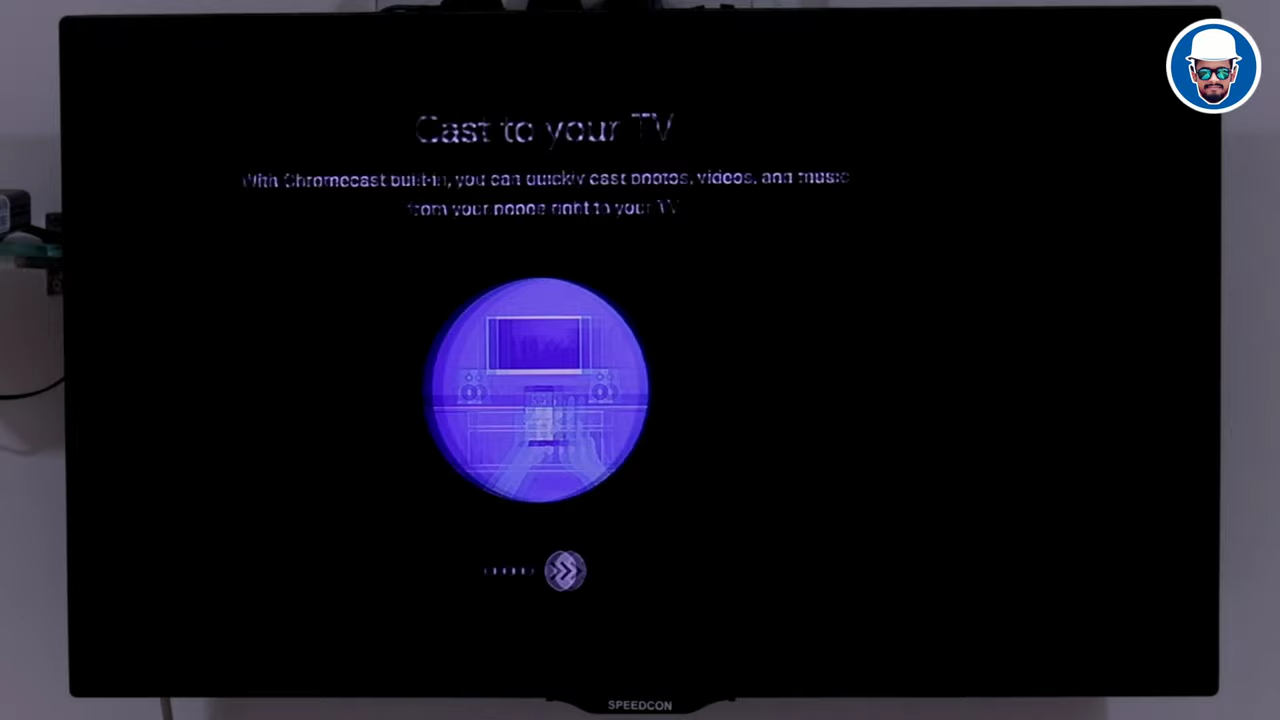 Cast to your TV
With Chromecast built-in, you can quickly cast photos, videos, and music
from your phone right to your TV
SPEEDCON